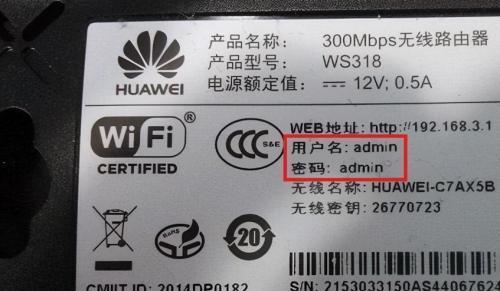 产品名称： 300Mbps无线路由器
产品型号： WS318
电源额定值： ⎓ 12V; 0.5A
HUAWEI
WEB地址: http://192.168.3.1
用户名: admin
密码: admin
无线名称: HUAWEI-C7AX5B
无线密钥: 26770723
Wi Fi
CERTIFIED
CCC S&E
RoHS
20
CMIIT ID: 2014DP0182
S/N: 2153033150AS44067624